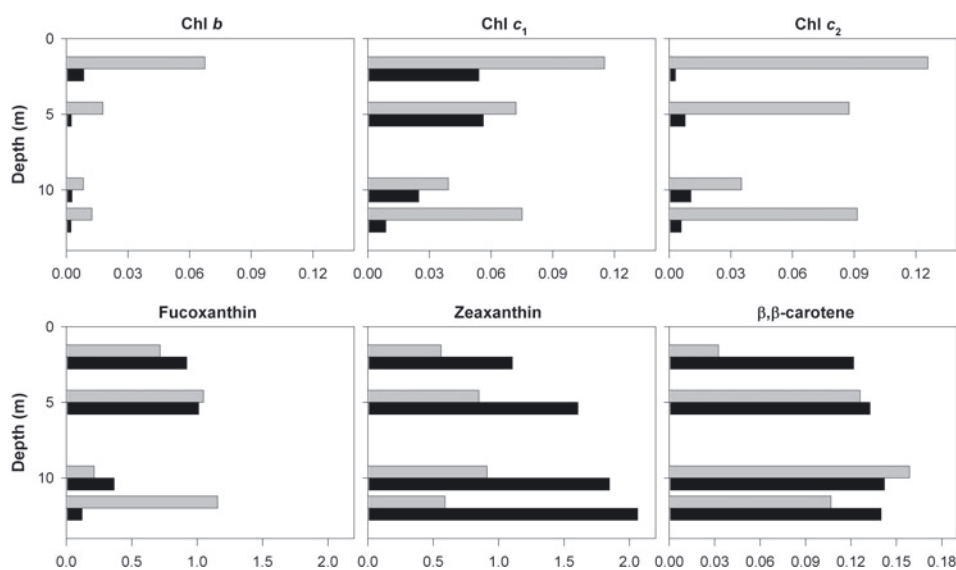 Chl b
Chl c1
Chl c2
Depth (m)
0
5
10
0.00 0.03 0.06 0.09 0.12
0.00 0.03 0.06 0.09 0.12
0.00 0.03 0.06 0.09 0.12
Fucoxanthin
Zeaxanthin
β,β-carotene
Depth (m)
0
5
10
0.0 0.5 1.0 1.5 2.0
0.0 0.5 1.0 1.5 2.0
0.00 0.03 0.06 0.09 0.12 0.15 0.18